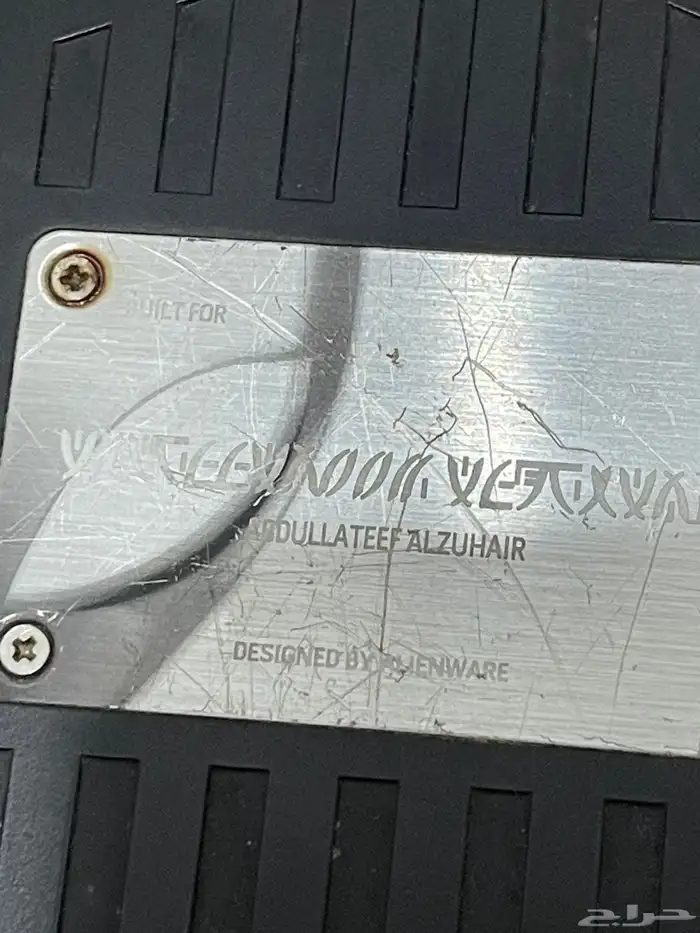 BUILT FOR
ABDULLATEEF ALZUHAIR
DESIGNED BY ALIENWARE
حراج